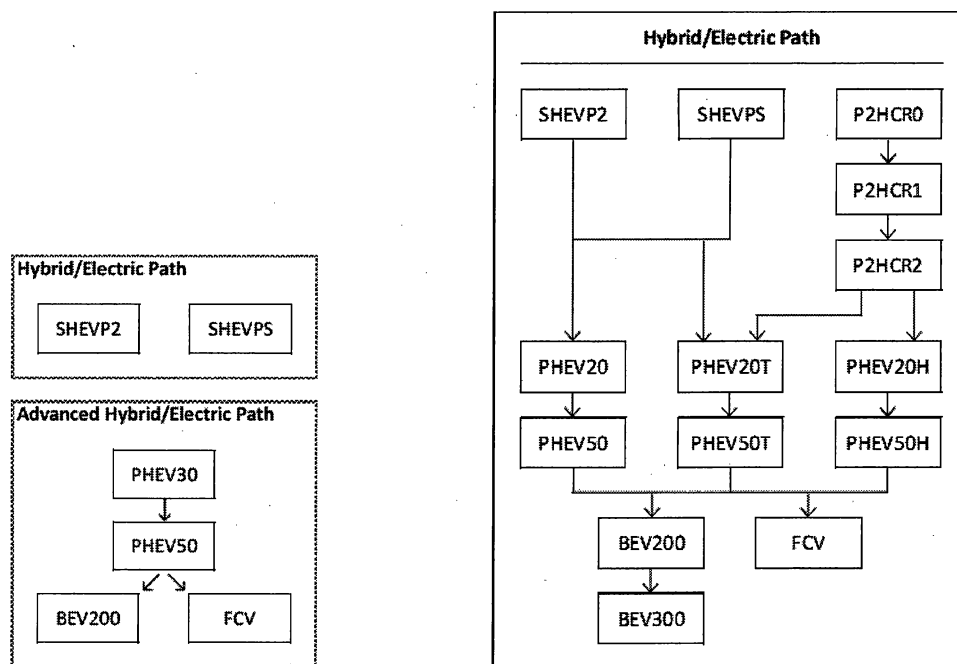 Hybrid/Electric Path
SHEVP2 SHEVPS
Advanced Hybrid/Electric Path
PHEV30
PHEV50
BEV200 FCV
Hybrid/Electric Path
SHEVP2 SHEVPS P2HCR0
P2HCR1
P2HCR2
PHEV20 PHEV20T PHEV20H
PHEV50 PHEV50T PHEV50H
BEV200 FCV
BEV300